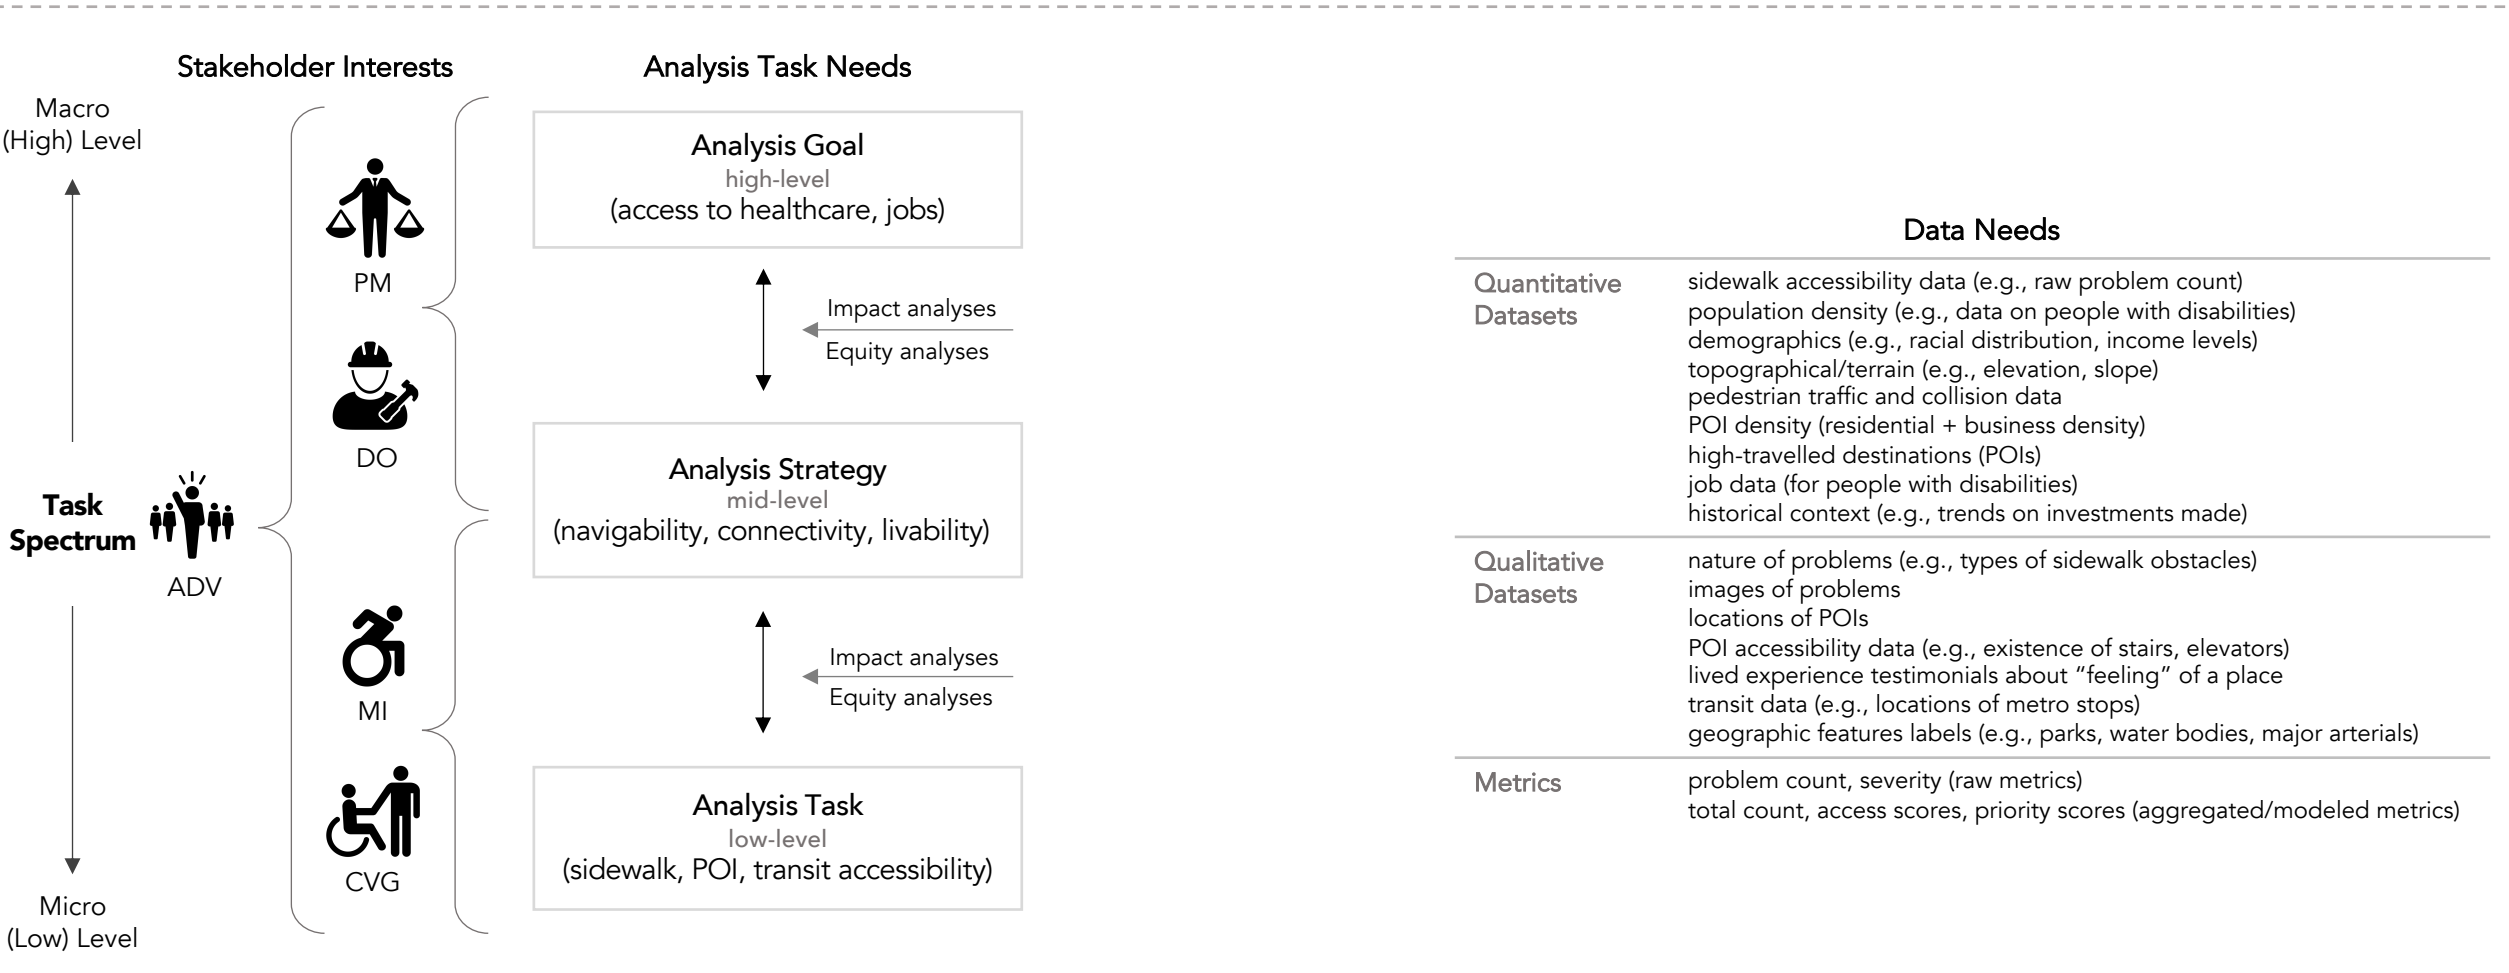 Stakeholder Interests
Analysis Task Needs
Macro
(High) Level
Task
Spectrum
Micro
(Low) Level
ADV
PM
DO
MI
CVG
Analysis Goal
high-level
(access to healthcare, jobs)
Impact analyses
Equity analyses
Analysis Strategy
mid-level
(navigability, connectivity, livability)
Impact analyses
Equity analyses
Analysis Task
low-level
(sidewalk, POI, transit accessibility)
Data Needs
Quantitative
Datasets
sidewalk accessibility data (e.g., raw problem count)
population density (e.g., data on people with disabilities)
demographics (e.g., racial distribution, income levels)
topographical/terrain (e.g., elevation, slope)
pedestrian traffic and collision data
POI density (residential + business density)
high-travelled destinations (POIs)
job data (for people with disabilities)
historical context (e.g., trends on investments made)
Qualitative
Datasets
nature of problems (e.g., types of sidewalk obstacles)
images of problems
locations of POIs
POI accessibility data (e.g., existence of stairs, elevators)
lived experience testimonials about “feeling” of a place
transit data (e.g., locations of metro stops)
geographic features labels (e.g., parks, water bodies, major arterials)
Metrics
problem count, severity (raw metrics)
total count, access scores, priority scores (aggregated/modeled metrics)